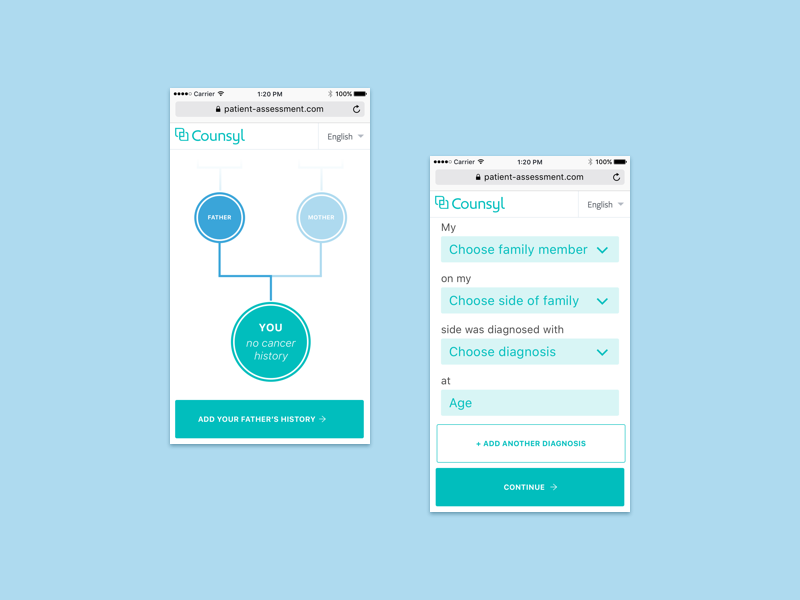 Carrier 1:20 PM 100%
patient-assessment.com
Counsyl English
FATHER MOTHER
YOU
no cancer
history
ADD YOUR FATHER'S HISTORY →
Carrier 1:20 PM 100%
patient-assessment.com
Counsyl English
My
Choose family member
on my
Choose side of family
side was diagnosed with
Choose diagnosis
at
Age
+ ADD ANOTHER DIAGNOSIS
CONTINUE →